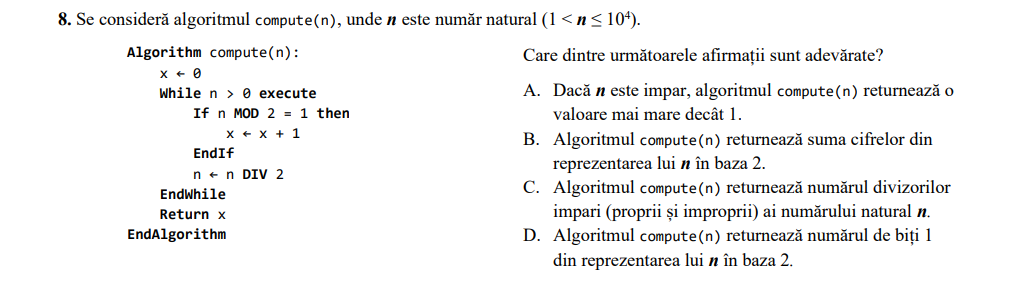 8. Se consideră algoritmul compute(n), unde n este număr natural (1 < n ≤ 10⁴).
Algorithm compute(n):
x ← 0
While n > 0 execute
If n MOD 2 = 1 then
x ← x + 1
EndIf
n ← n DIV 2
EndWhile
Return x
EndAlgorithm
Care dintre următoarele afirmații sunt adevărate?
A. Dacă n este impar, algoritmul compute(n) returnează o
valoare mai mare decât 1.
B. Algoritmul compute(n) returnează suma cifrelor din
reprezentarea lui n în baza 2.
C. Algoritmul compute(n) returnează numărul divizorilor
impari (proprii și improprii) ai numărului natural n.
D. Algoritmul compute(n) returnează numărul de biți 1
din reprezentarea lui n în baza 2.